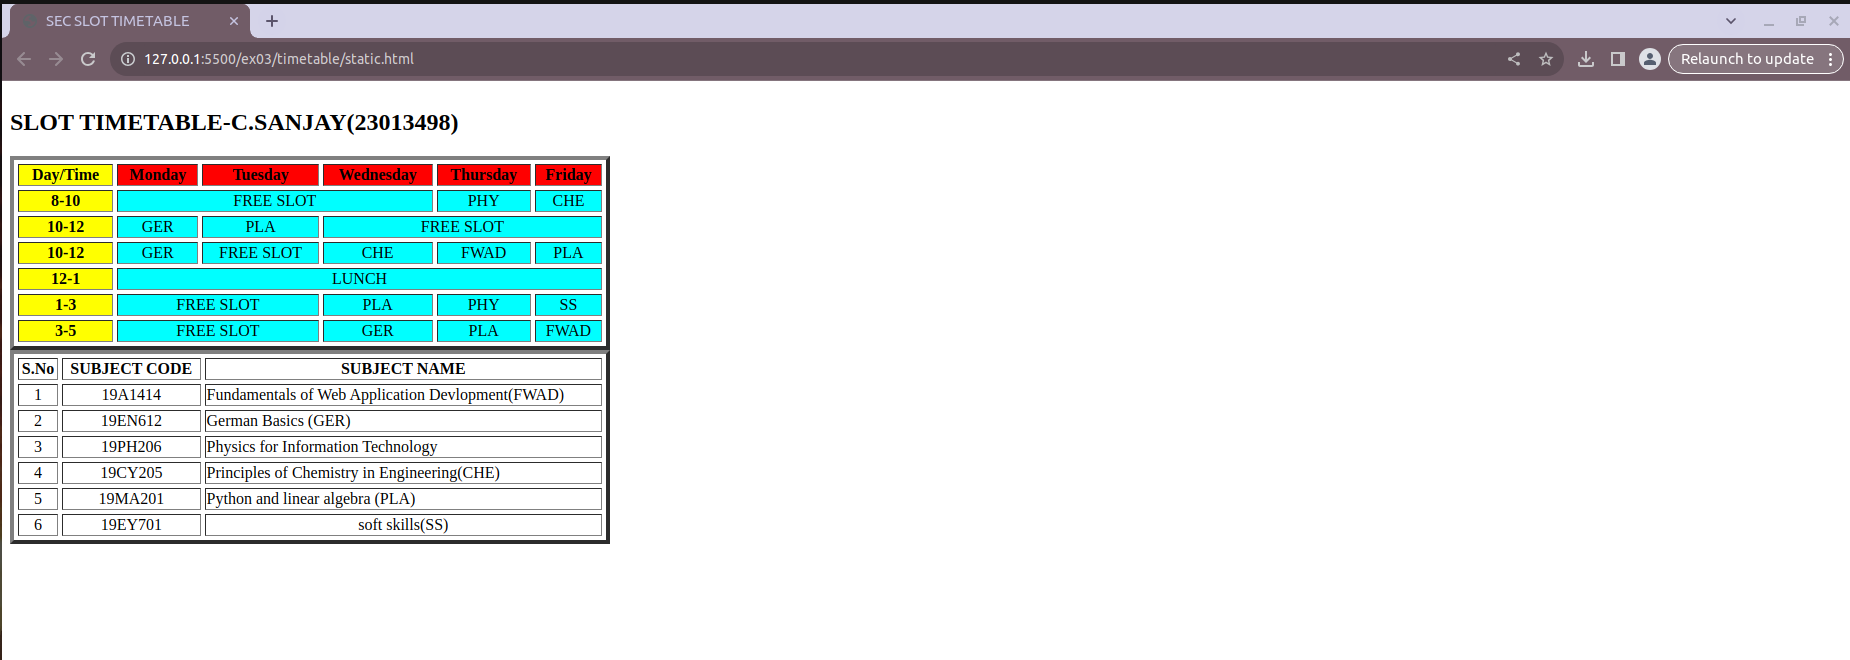 SEC SLOT TIMETABLE
127.0.0.1:5500/ex03/timetable/static.html
Relaunch to update
SLOT TIMETABLE-C.SANJAY(23013498)
Day/Time Monday Tuesday Wednesday Thursday Friday
8-10 FREE SLOT PHY CHE
10-12 GER PLA FREE SLOT
10-12 GER FREE SLOT CHE FWAD PLA
12-1 LUNCH
1-3 FREE SLOT PLA PHY SS
3-5 FREE SLOT GER PLA FWAD
S.No SUBJECT CODE SUBJECT NAME
1 19A1414 Fundamentals of Web Application Devlopment(FWAD)
2 19EN612 German Basics (GER)
3 19PH206 Physics for Information Technology
4 19CY205 Principles of Chemistry in Engineering(CHE)
5 19MA201 Python and linear algebra (PLA)
6 19EY701 soft skills(SS)